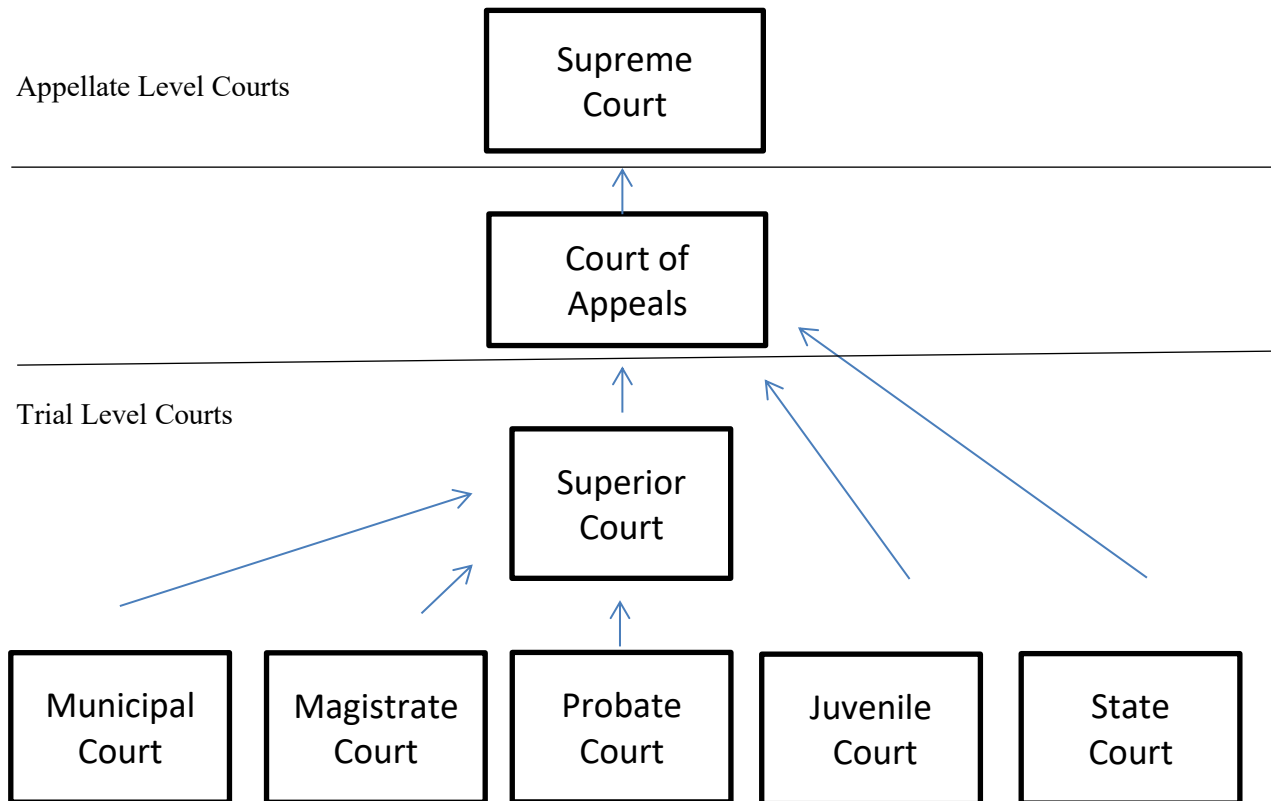 Supreme
Court
Appellate Level Courts
Court of
Appeals
Trial Level Courts
Superior
Court
Municipal
Court
Magistrate
Court
Probate
Court
Juvenile
Court
State
Court